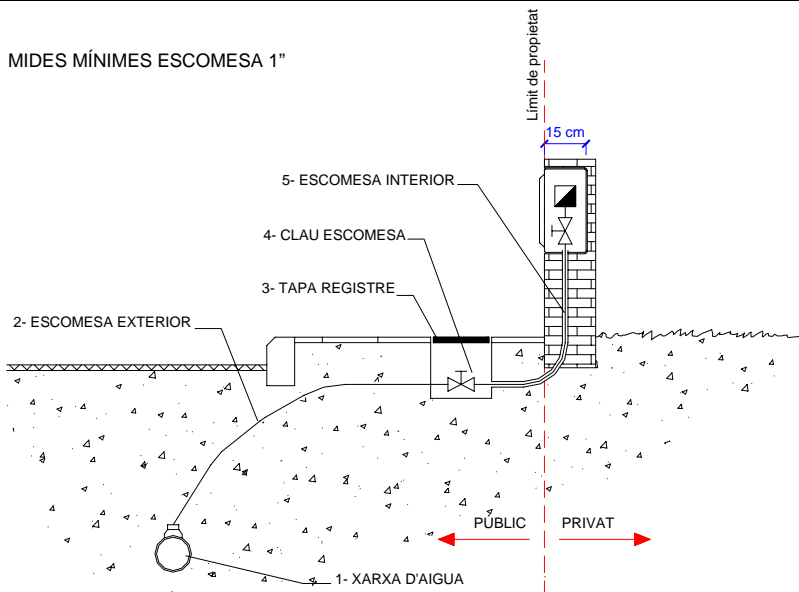 MIDES MÍNIMES ESCOMESA 1"
Límit de propietat
15 cm
5- ESCOMESA INTERIOR
4- CLAU ESCOMESA
3- TAPA REGISTRE
2- ESCOMESA EXTERIOR
PÚBLIC
PRIVAT
1- XARXA D'AIGUA